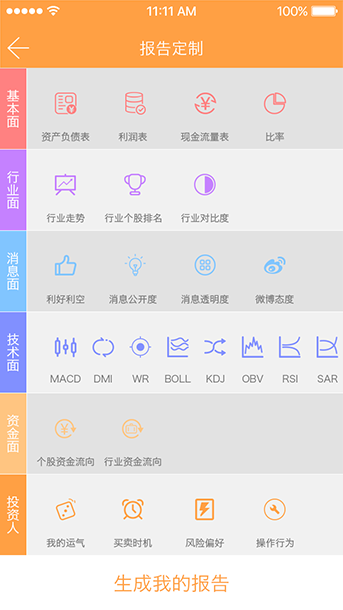 11:11 AM
100%
报告定制
基本面
资产负债表
利润表
现金流量表
比率
行业面
行业走势
行业个股排名
行业对比度
消息面
利好利空
消息公开度
消息透明度
微博态度
技术面
MACD
DMI
WR
BOLL
KDJ
OBV
RSI
SAR
资金面
个股资金流向
行业资金流向
投资人
我的运气
买卖时机
风险偏好
操作行为
生成我的报告